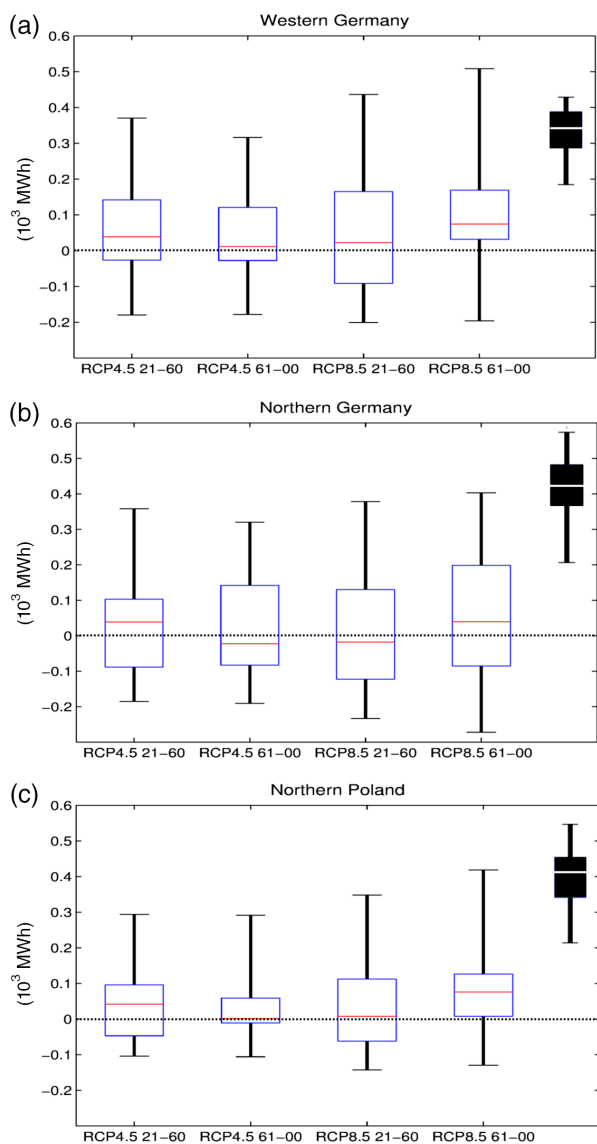 (a)
Western Germany
0.6
0.5
0.4
0.3
0.2
0.1
0
−0.1
−0.2
(10³ MWh)
RCP4.5 21−60 RCP4.5 61−00 RCP8.5 21−60 RCP8.5 61−00
(b)
Northern Germany
0.6
0.5
0.4
0.3
0.2
0.1
0
−0.1
−0.2
(10³ MWh)
RCP4.5 21−60 RCP4.5 61−00 RCP8.5 21−60 RCP8.5 61−00
(c)
Northern Poland
0.6
0.5
0.4
0.3
0.2
0.1
0
−0.1
−0.2
(10³ MWh)
RCP4.5 21−60 RCP4.5 61−00 RCP8.5 21−60 RCP8.5 61−00